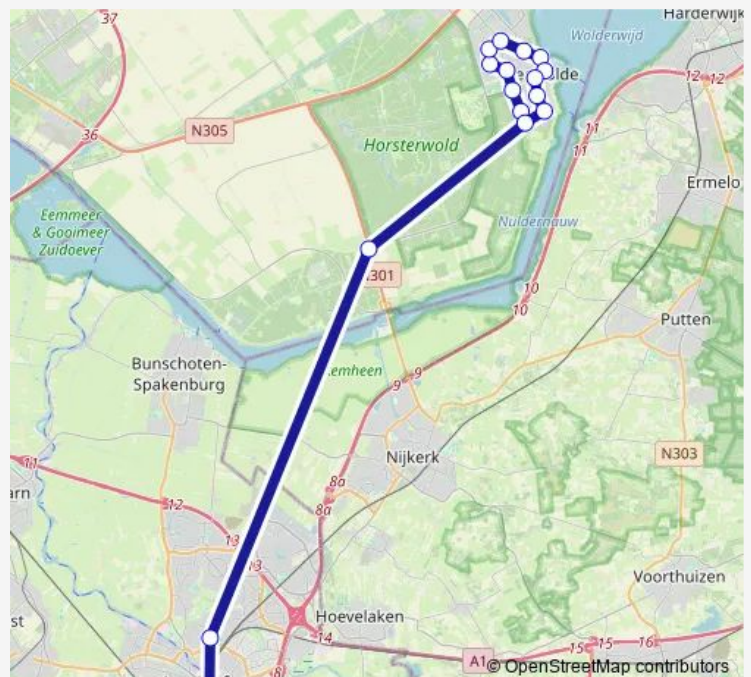 Harderwijk
37
Wolderwijd
12
12
36
N305
Horsterwold
11
11
Ermelo
Eemmeer
& Gooimeer
Zuidoever
Nuldernauw
301
10
10
Putten
Bunschoten-
Spakenburg
9
9
Nijkerk
N303
11
8a
12
8a
13
13
Voorthuizen
Hoevelaken
14
15
15
16
A1
8
© OpenStreetMap contributors